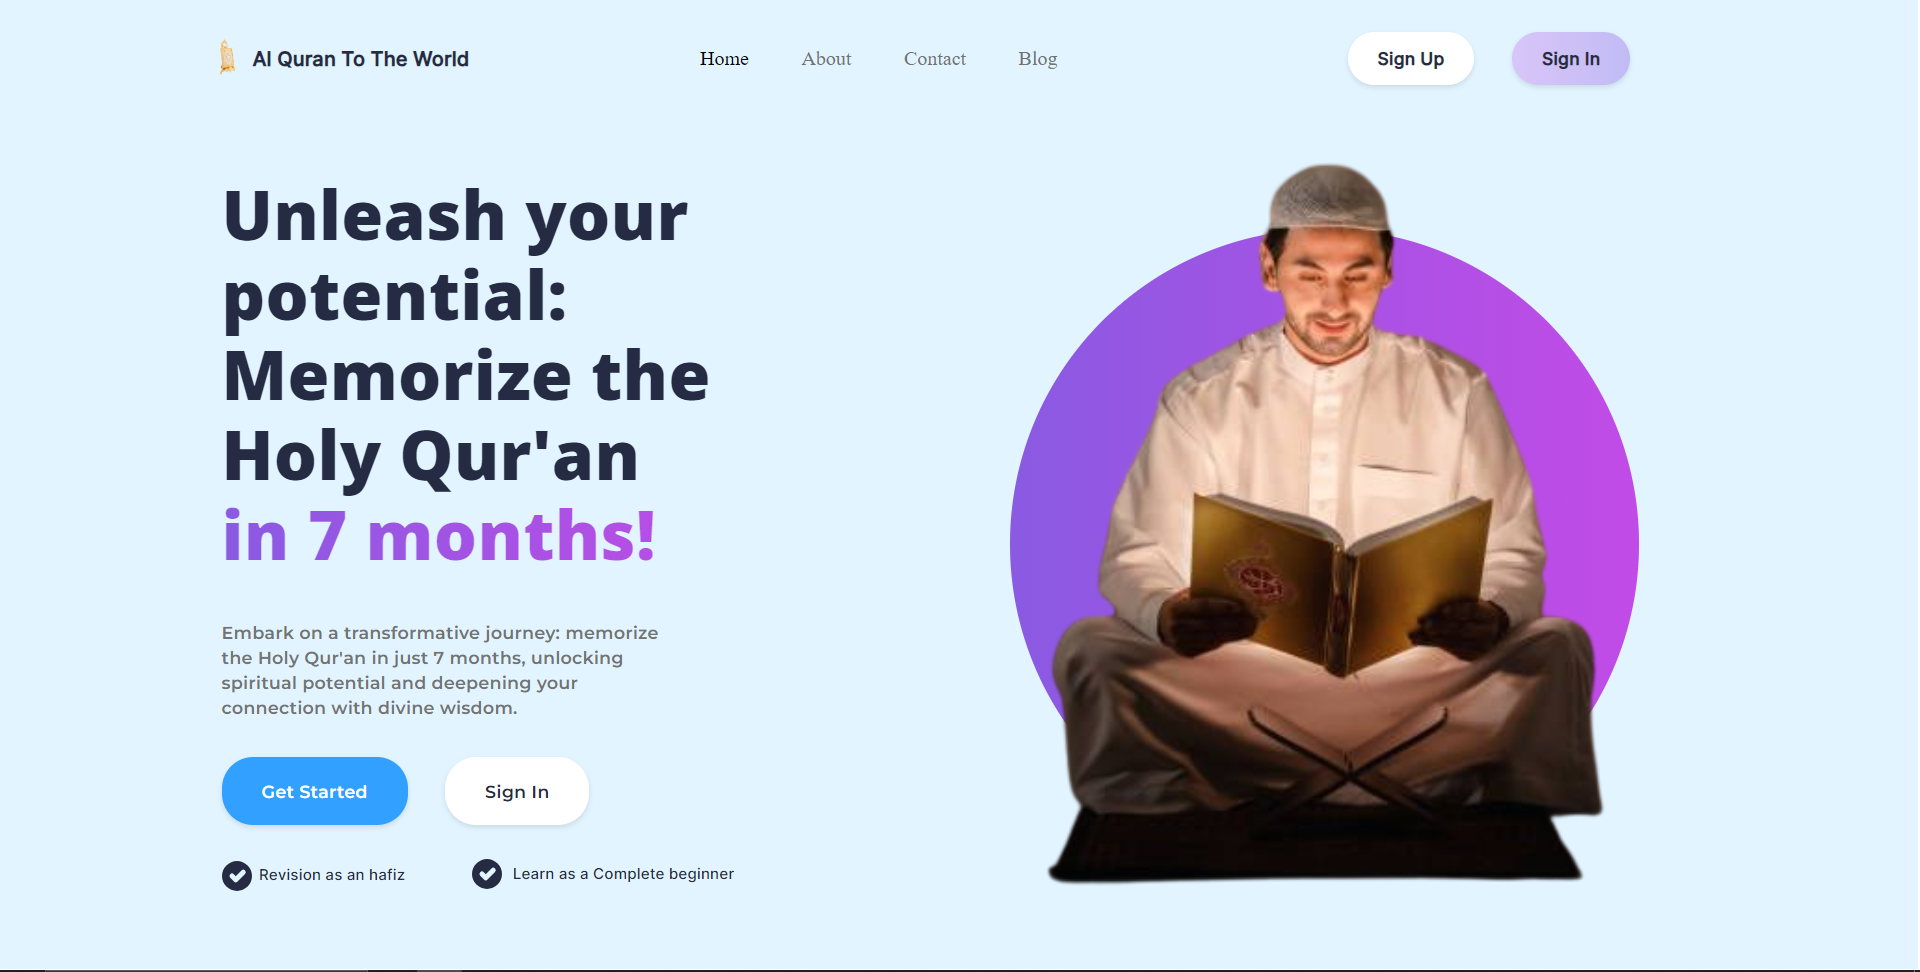 Al Quran To The World
Home
About
Contact
Blog
Sign Up
Sign In
Unleash your
potential:
Memorize the
Holy Qur'an
in 7 months!
Embark on a transformative journey: memorize
the Holy Qur'an in just 7 months, unlocking
spiritual potential and deepening your
connection with divine wisdom.
Get Started
Sign In
Revision as an hafiz
Learn as a Complete beginner